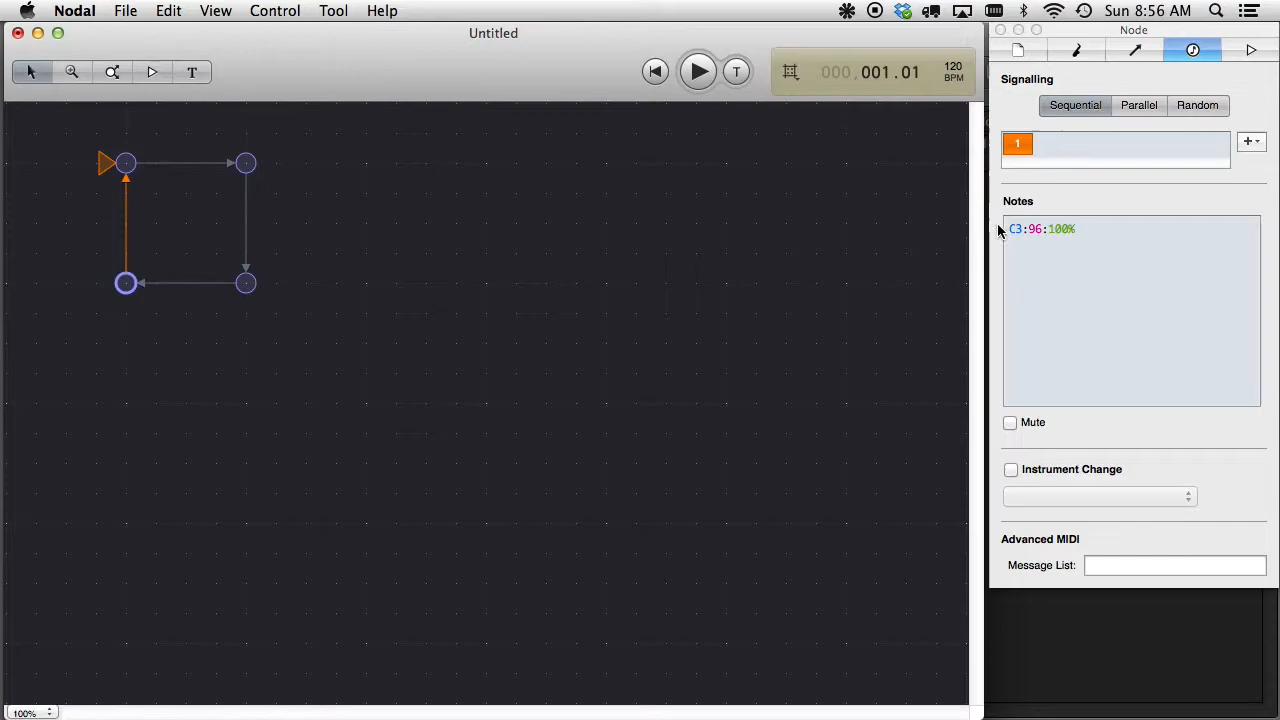 Nodal File Edit View Control Tool Help Sun 8:56 AM
Untitled
Node
T
T
000,001.01
120
BPM
Signalling
Sequential Parallel Random
1
Notes
C3:96:100%
Mute
Instrument Change
Advanced MIDI
Message List:
100%